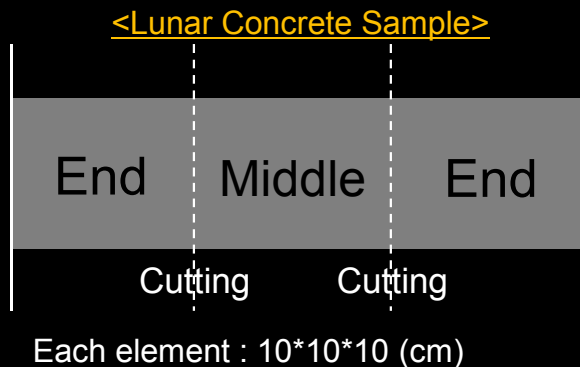 <Lunar Concrete Sample>
End Middle End
Cutting Cutting
Each element : 10*10*10 (cm)